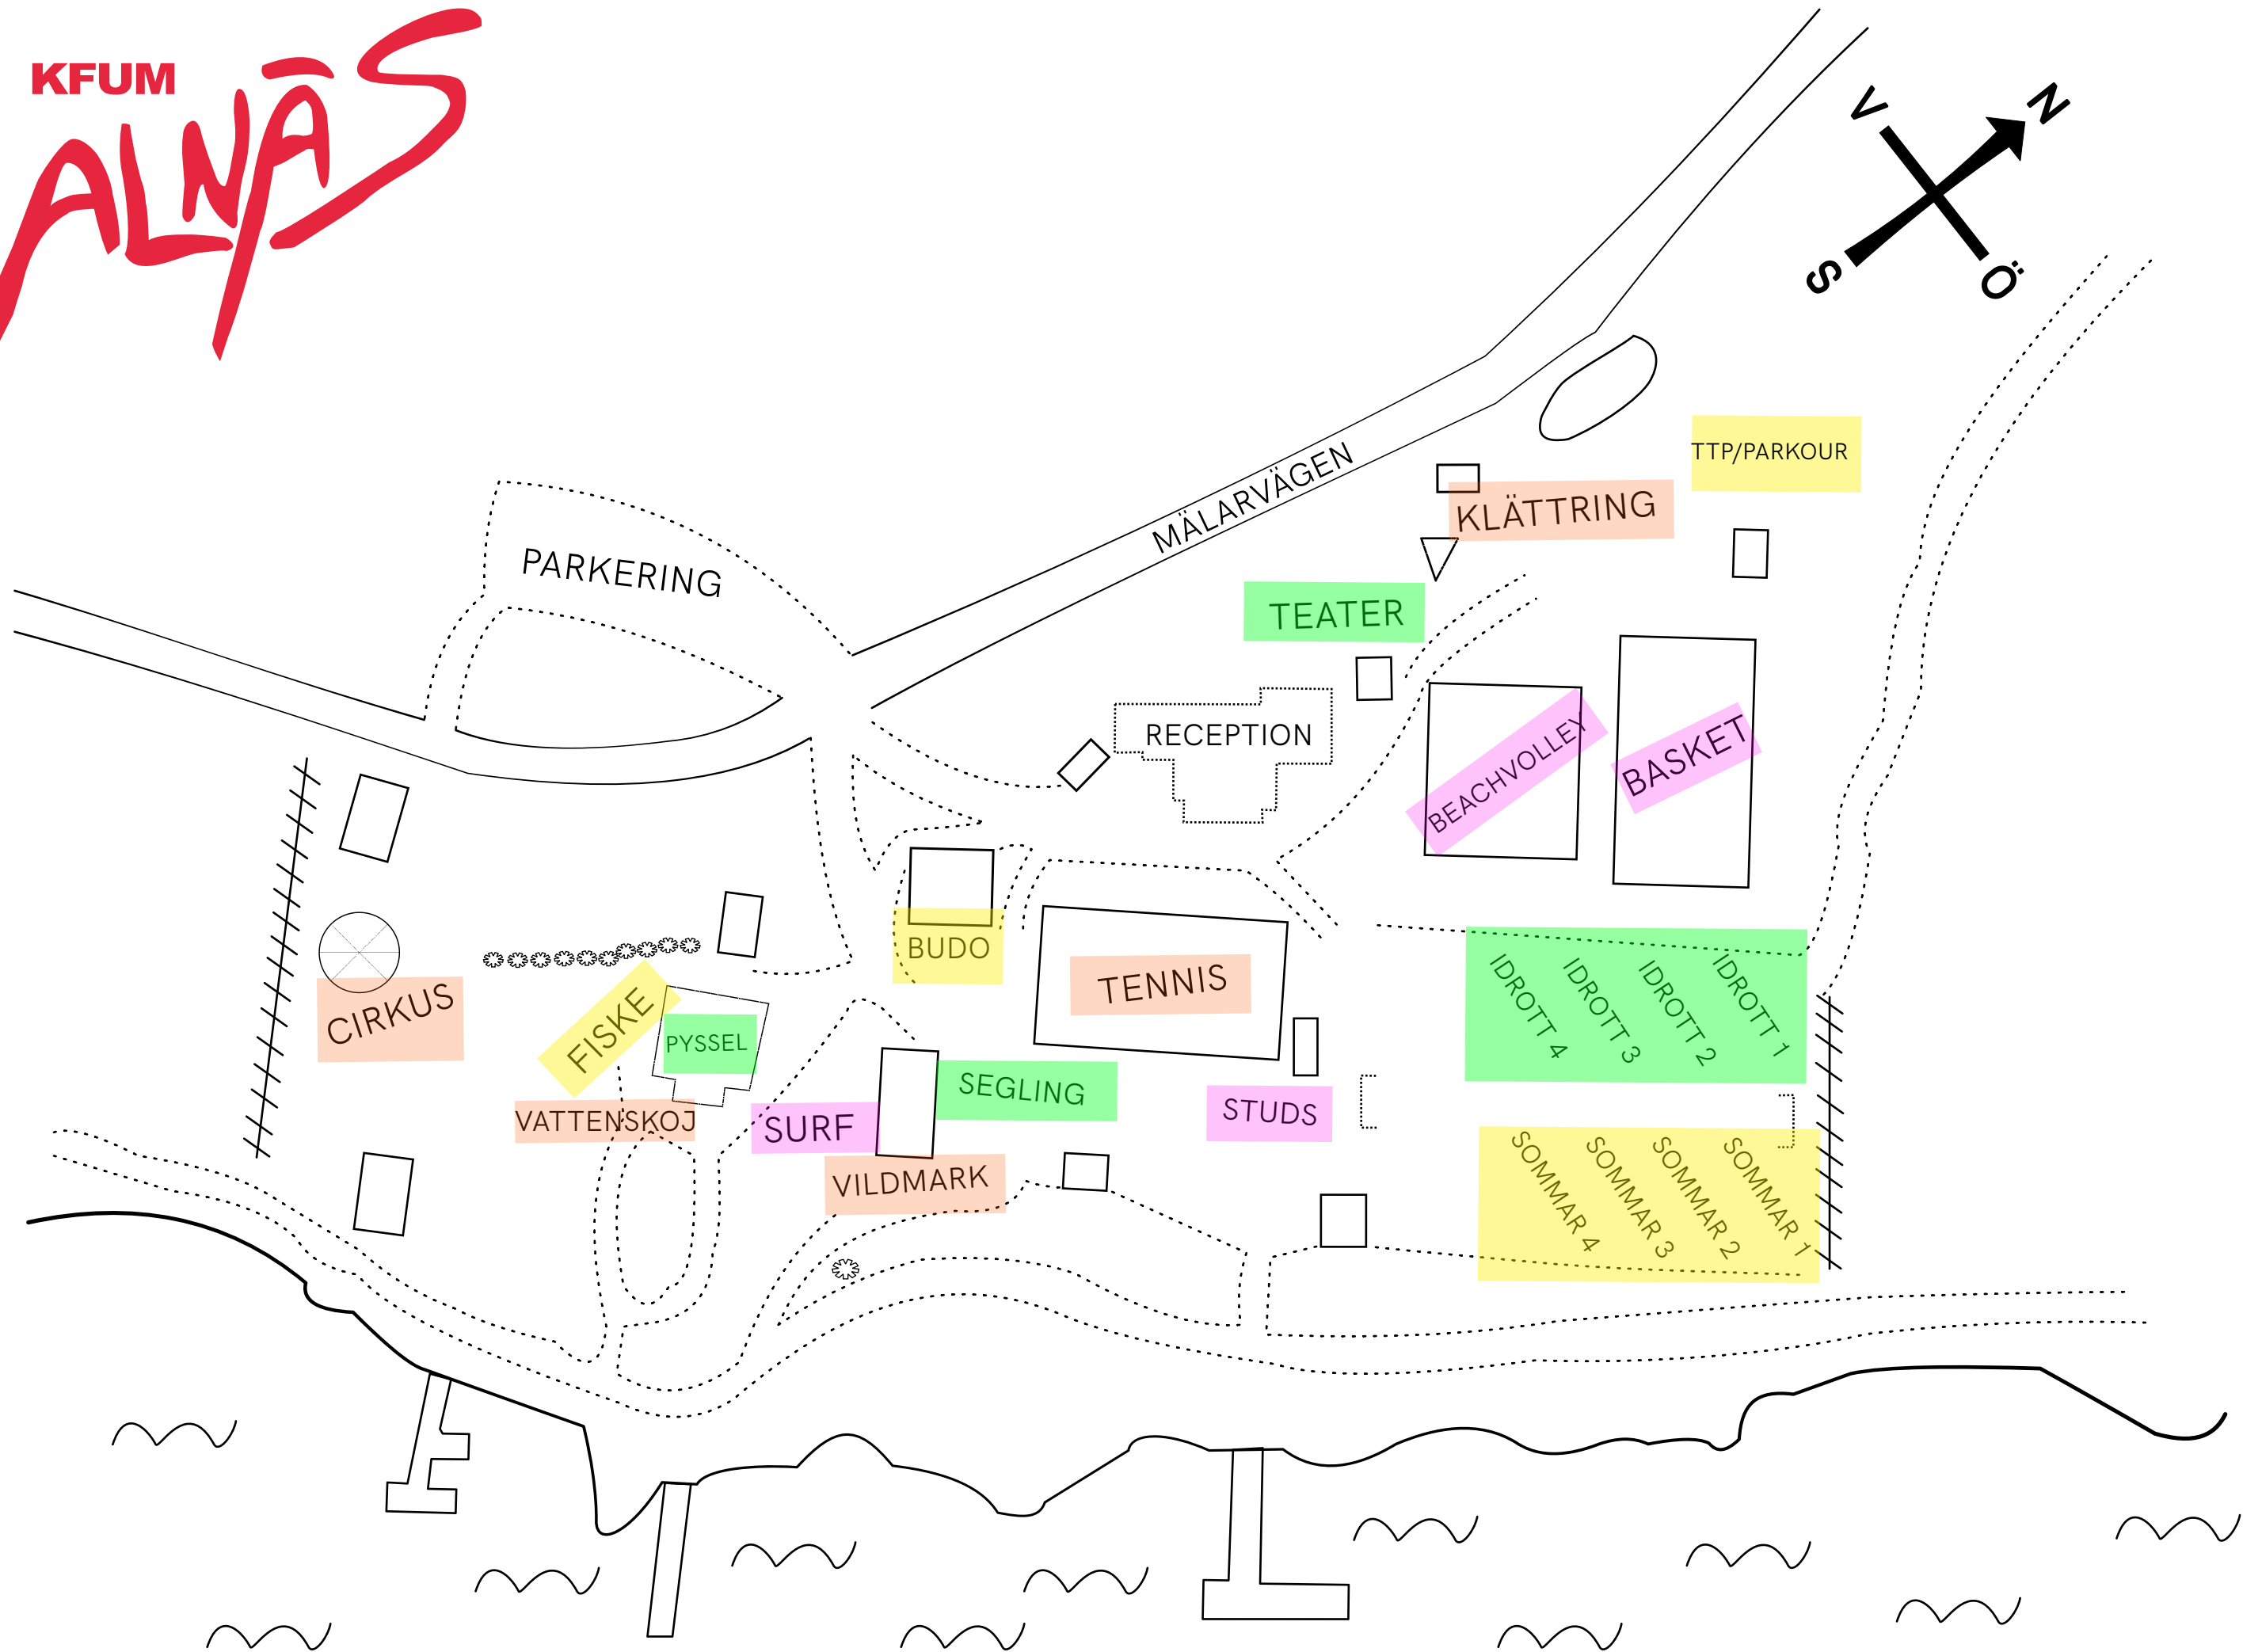 KFUM
ALNÄS
V
N
S
Ö
TTP/PARKOUR
MÄLARVÄGEN
KLÄTTRING
PARKERING
TEATER
RECEPTION
BEACHVOLLEY
BASKET
BUDO
TENNIS
CIRKUS
FISKE
PYSSEL
IDROTT 4
IDROTT 3
IDROTT 2
IDROTT 1
SEGLING
STUDS
VATTENSKOJ
SURF
VILDMARK
SOMMAR 4
SOMMAR 3
SOMMAR 2
SOMMAR 1